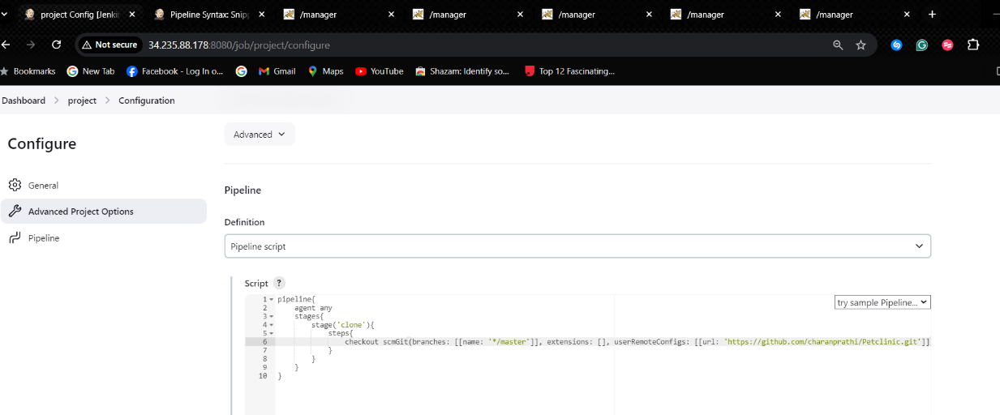 project Config [Jenki
Pipeline Syntax: Snipp
/manager
/manager
/manager
/manager
/manager
Not secure
34.235.88.178:8080/job/project/configure
Bookmarks
New Tab
Facebook - Log In o...
Gmail
Maps
YouTube
Shazam: Identify so...
Top 12 Fascinating...
Dashboard > project > Configuration
Configure
General
Advanced Project Options
Pipeline
Advanced
Pipeline
Definition
Pipeline script
Script ?
try sample Pipeline...
1 pipeline{
2 agent any
3 stages{
4 stage('clone'){
5 steps{
6 checkout scmGit(branches: [[name: '*/master']], extensions: [], userRemoteConfigs: [[url: 'https://github.com/charanprathi/Petclinic.git']]
7 }
8 }
9 }
10 }